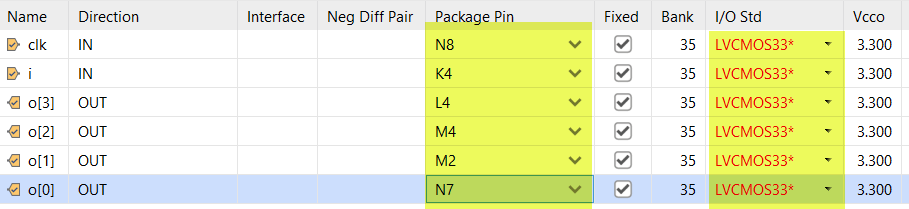 Name Direction Interface Neg Diff Pair Package Pin Fixed Bank I/O Std Vcco
clk IN N8 35 LVCMOS33* 3.300
i IN K4 35 LVCMOS33* 3.300
o[3] OUT L4 35 LVCMOS33* 3.300
o[2] OUT M4 35 LVCMOS33* 3.300
o[1] OUT M2 35 LVCMOS33* 3.300
o[0] OUT N7 35 LVCMOS33* 3.300